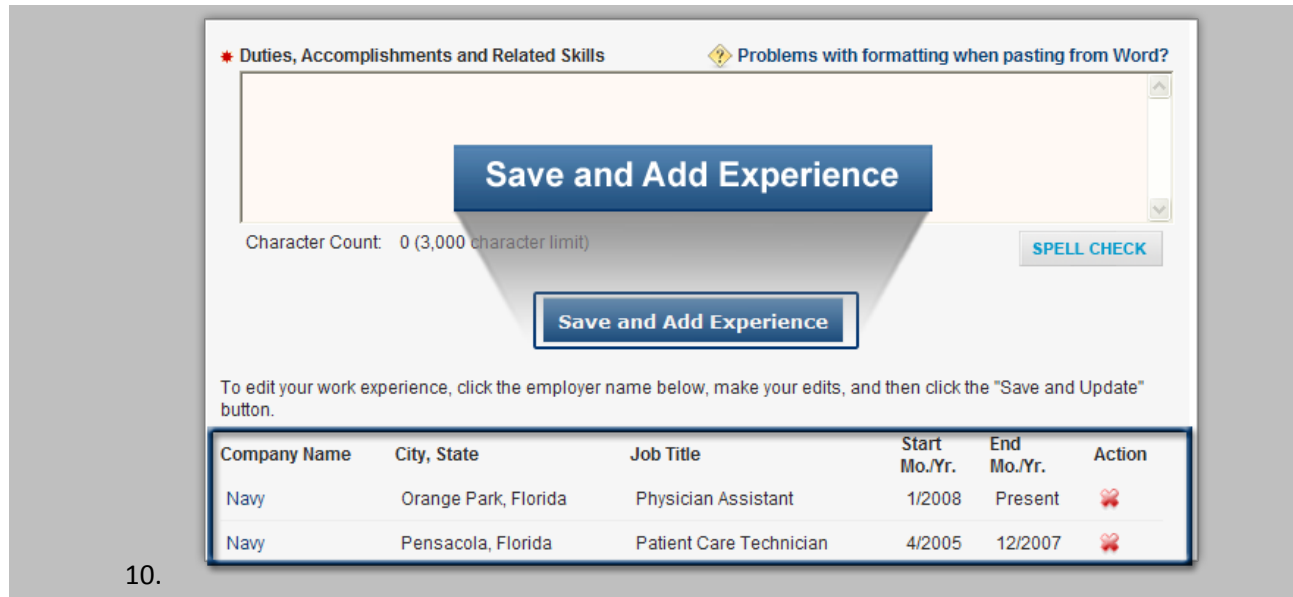 ✱ Duties, Accomplishments and Related Skills ? Problems with formatting when pasting from Word?
Save and Add Experience
Character Count: 0 (3,000 character limit)
SPELL CHECK
Save and Add Experience
To edit your work experience, click the employer name below, make your edits, and then click the "Save and Update"
button.
Company Name City, State Job Title Start Mo./Yr. End Mo./Yr. Action
Navy Orange Park, Florida Physician Assistant 1/2008 Present
Navy Pensacola, Florida Patient Care Technician 4/2005 12/2007
10.